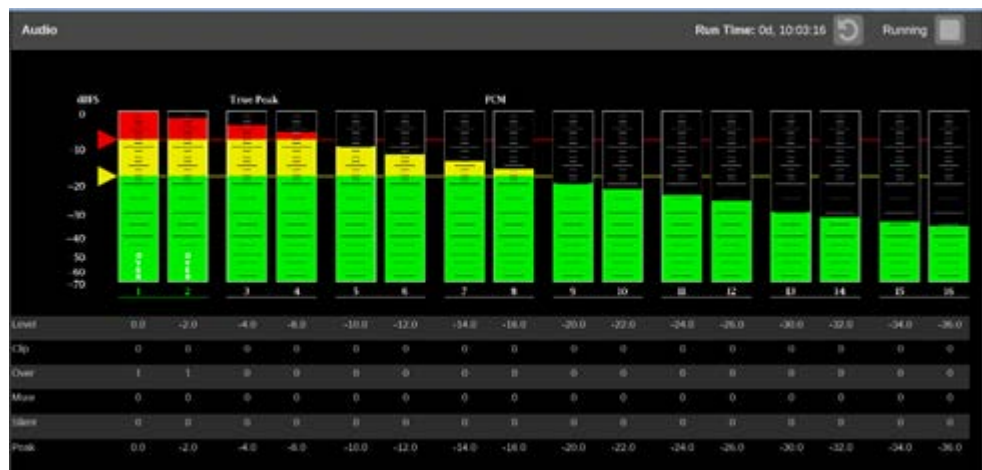 Audio
Run Time: 0d, 10:03:16
Running
dBFS
True Peak
PCM
0
-10
-20
-30
-40
50
-60
-70
1 2 3 4 5 6 7 8 9 10 11 12 13 14 15 16
Level 0.0 -2.0 -4.0 -10.0 -12.0 -14.0 -16.0 -20.0 -22.0 -24.0 -26.0 -30.0 -32.0 -34.0 -36.0
Clip 0 0 0 0 0 0 0 0 0 0 0 0 0 0 0 0
Over 1 1 0 0 0 0 0 0 0 0 0 0 0 0 0 0
Mute 0 0 0 0 0 0 0 0 0 0 0 0 0 0 0 0
Silent 0 0 0 0 0 0 0 0 0 0 0 0 0 0 0 0
Peak 0.0 -2.0 -4.0 -10.0 -12.0 -14.0 -16.0 -20.0 -22.0 -24.0 -26.0 -30.0 -32.0 -34.0 -36.0